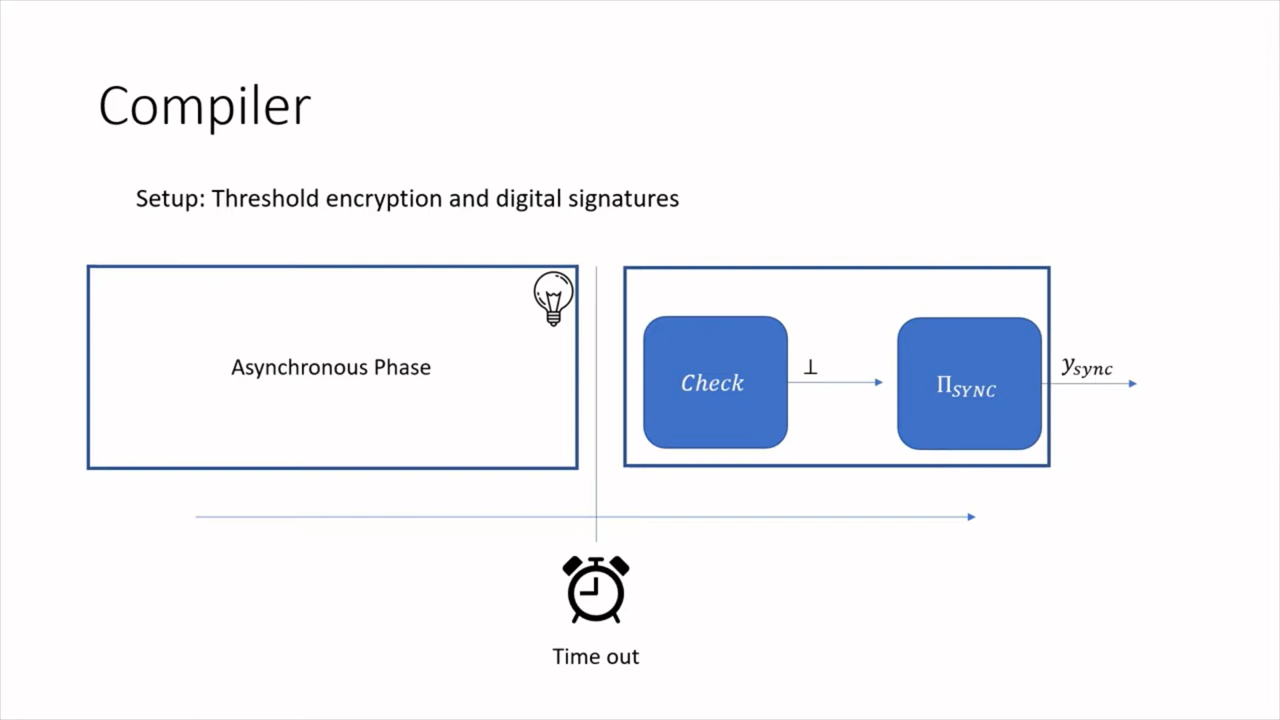 Compiler
Setup: Threshold encryption and digital signatures
Asynchronous Phase
Check
⊥
Π_SYNC
y_sync
Time out